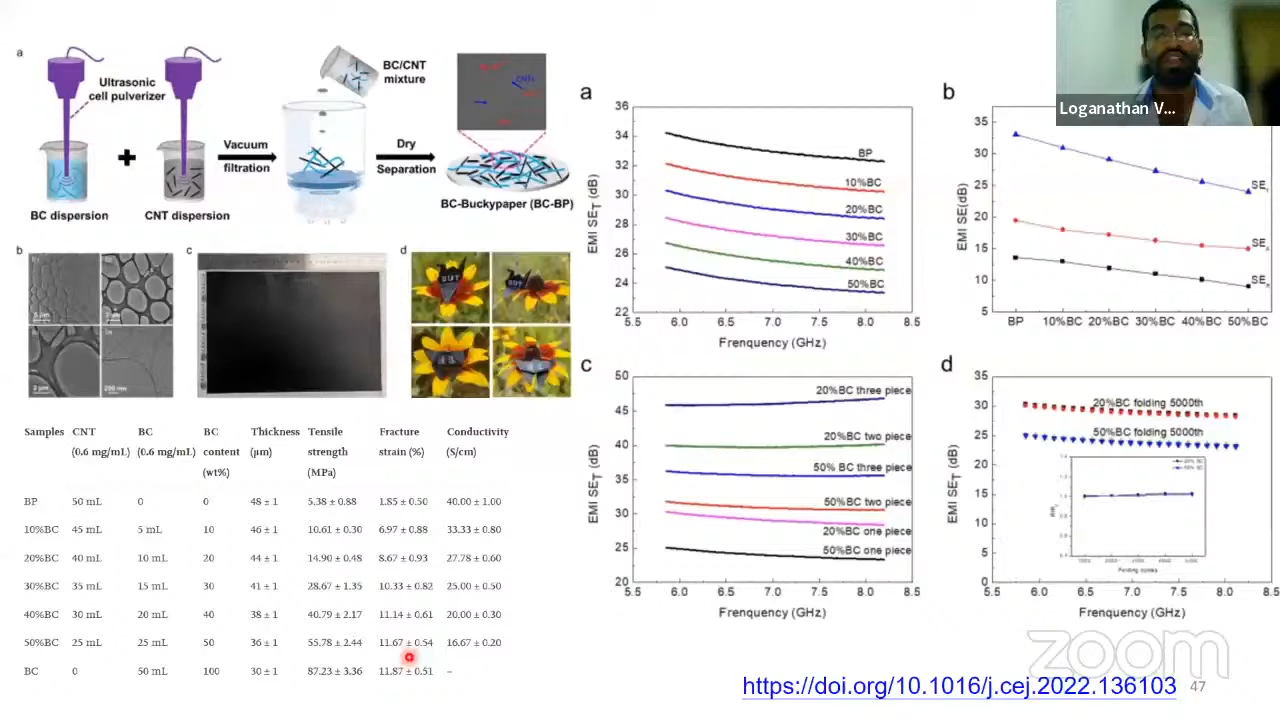 a
Ultrasonic
cell pulverizer
BC/CNT
mixture
CNTs
Vacuum
filtration
Dry
Separation
BC dispersion
CNT dispersion
BC-Buckypaper (BC-BP)
b
c
d
5 μm
200 nm
Samples CNT BC BC Thickness Tensile Fracture Conductivity
(0.6 mg/mL) (0.6 mg/mL) content (μm) strength strain (%) (S/cm)
(wt%) (MPa)
BP 50 mL 0 0 48 ± 1 5.38 ± 0.88 1.85 ± 0.50 40.00 ± 1.00
10%BC 45 mL 5 mL 10 46 ± 1 10.61 ± 0.30 6.97 ± 0.88 33.33 ± 0.80
20%BC 40 mL 10 mL 20 44 ± 1 14.90 ± 0.48 8.67 ± 0.93 27.78 ± 0.60
30%BC 35 mL 15 mL 30 41 ± 1 28.67 ± 1.35 10.33 ± 0.82 25.00 ± 0.50
40%BC 30 mL 20 mL 40 38 ± 1 40.79 ± 2.17 11.14 ± 0.61 20.00 ± 0.30
50%BC 25 mL 25 mL 50 36 ± 1 55.78 ± 2.44 11.67 ± 0.54 16.67 ± 0.20
BC 0 50 mL 100 30 ± 1 87.23 ± 3.36 11.87 ± 0.51 –
a
EMI SET (dB)
36
34
32
30
28
26
24
22
BP
10%BC
20%BC
30%BC
40%BC
50%BC
5.5 6.0 6.5 7.0 7.5 8.0 8.5
Frenquency (GHz)
b
EMI SE(dB)
35
30
25
20
15
10
5
SE
SE
SE
BP 10%BC 20%BC 30%BC 40%BC 50%BC
c
EMI SET (dB)
50
45
40
35
30
25
20
20%BC three piece
20%BC two piece
50%BC three piece
50%BC two piece
20%BC one piece
50%BC one piece
5.5 6.0 6.5 7.0 7.5 8.0 8.5
Frenquency (GHz)
d
EMI SET (dB)
35
30
25
20
15
10
5
0
20%BC folding 5000th
50%BC folding 5000th
Folding cycles
5.5 6.0 6.5 7.0 7.5 8.0 8.5
Frenquency (GHz)
Loganathan V...
zoom
https://doi.org/10.1016/j.cej.2022.136103
47